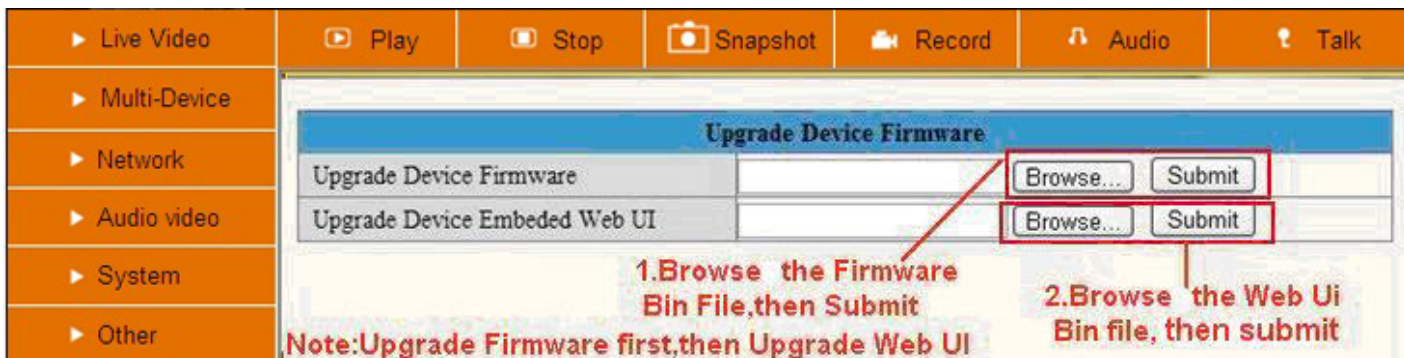 Live Video
Play
Stop
Snapshot
Record
Audio
Talk
Multi-Device
Network
Audio video
System
Other
Upgrade Device Firmware
Upgrade Device Firmware
Browse...
Submit
Upgrade Device Embeded Web UI
Browse...
Submit
1.Browse the Firmware
Bin File,then Submit
2.Browse the Web Ui
Bin file, then submit
Note:Upgrade Firmware first,then Upgrade Web UI